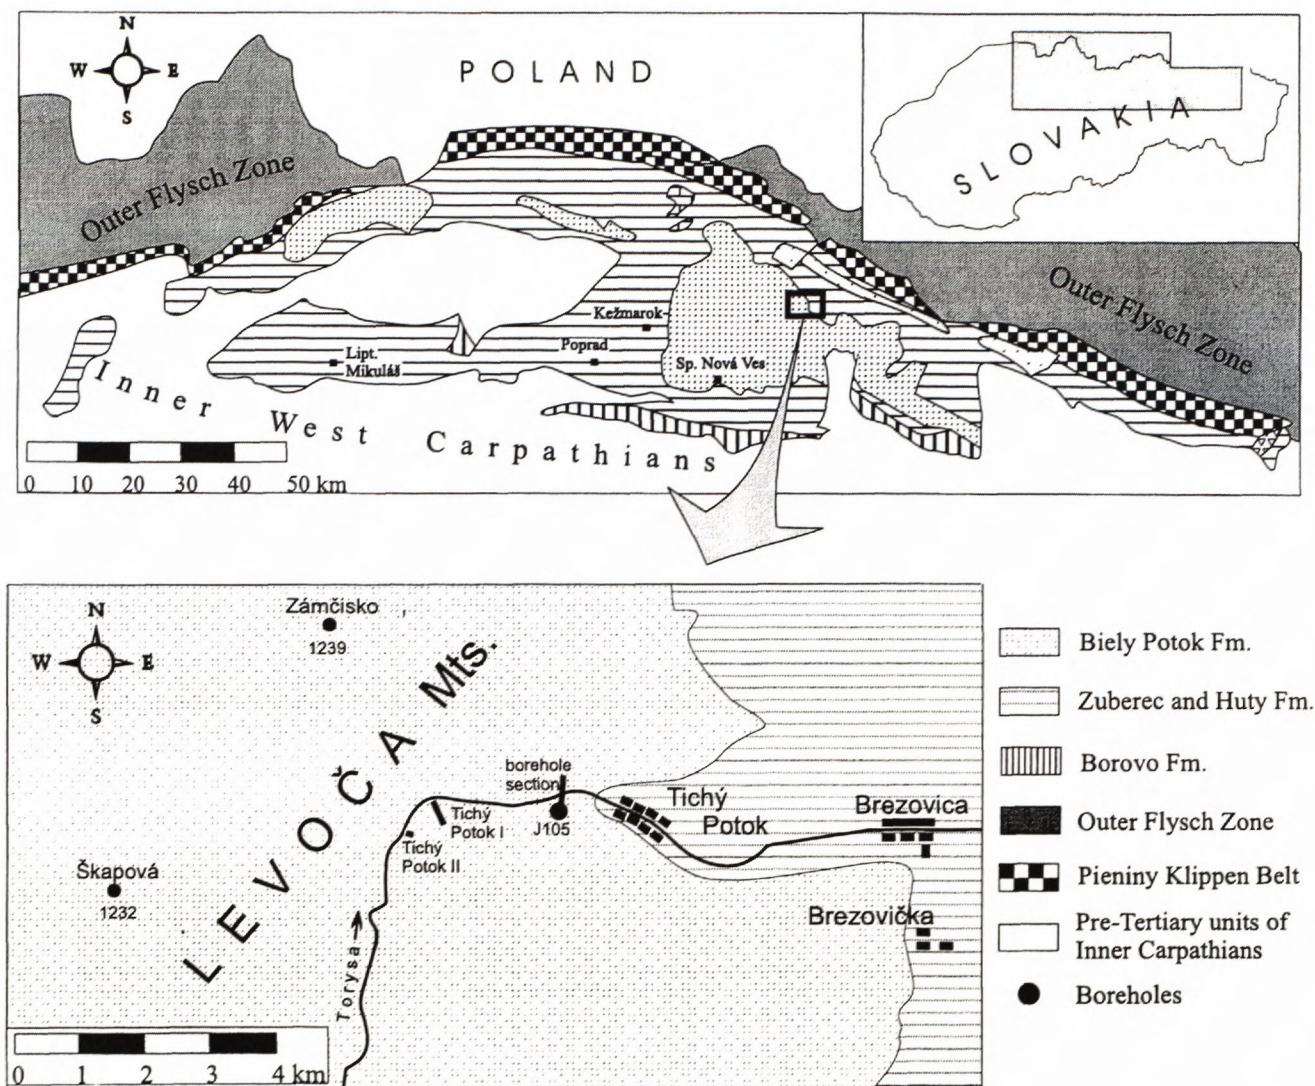 N
W E
S
POLAND
SLOVAKIA
Outer Flysch Zone
Outer Flysch Zone
Kežmarok
Lipt.
Mikuláš
Poprad
Sp. Nová Ves
Inner West Carpathians
0 10 20 30 40 50 km
N
W E
S
Zámčisko
1239
LEVOČA Mts.
borehole
section
J105
Tichý
Potok I
Tichý
Potok II
Tichý
Potok
Brezovica
Brezovička
Škapová
1232
Torysa
0 1 2 3 4 km
Biely Potok Fm.
Zuberec and Huty Fm.
Borovo Fm.
Outer Flysch Zone
Pieniny Klippen Belt
Pre-Tertiary units of
Inner Carpathians
Boreholes